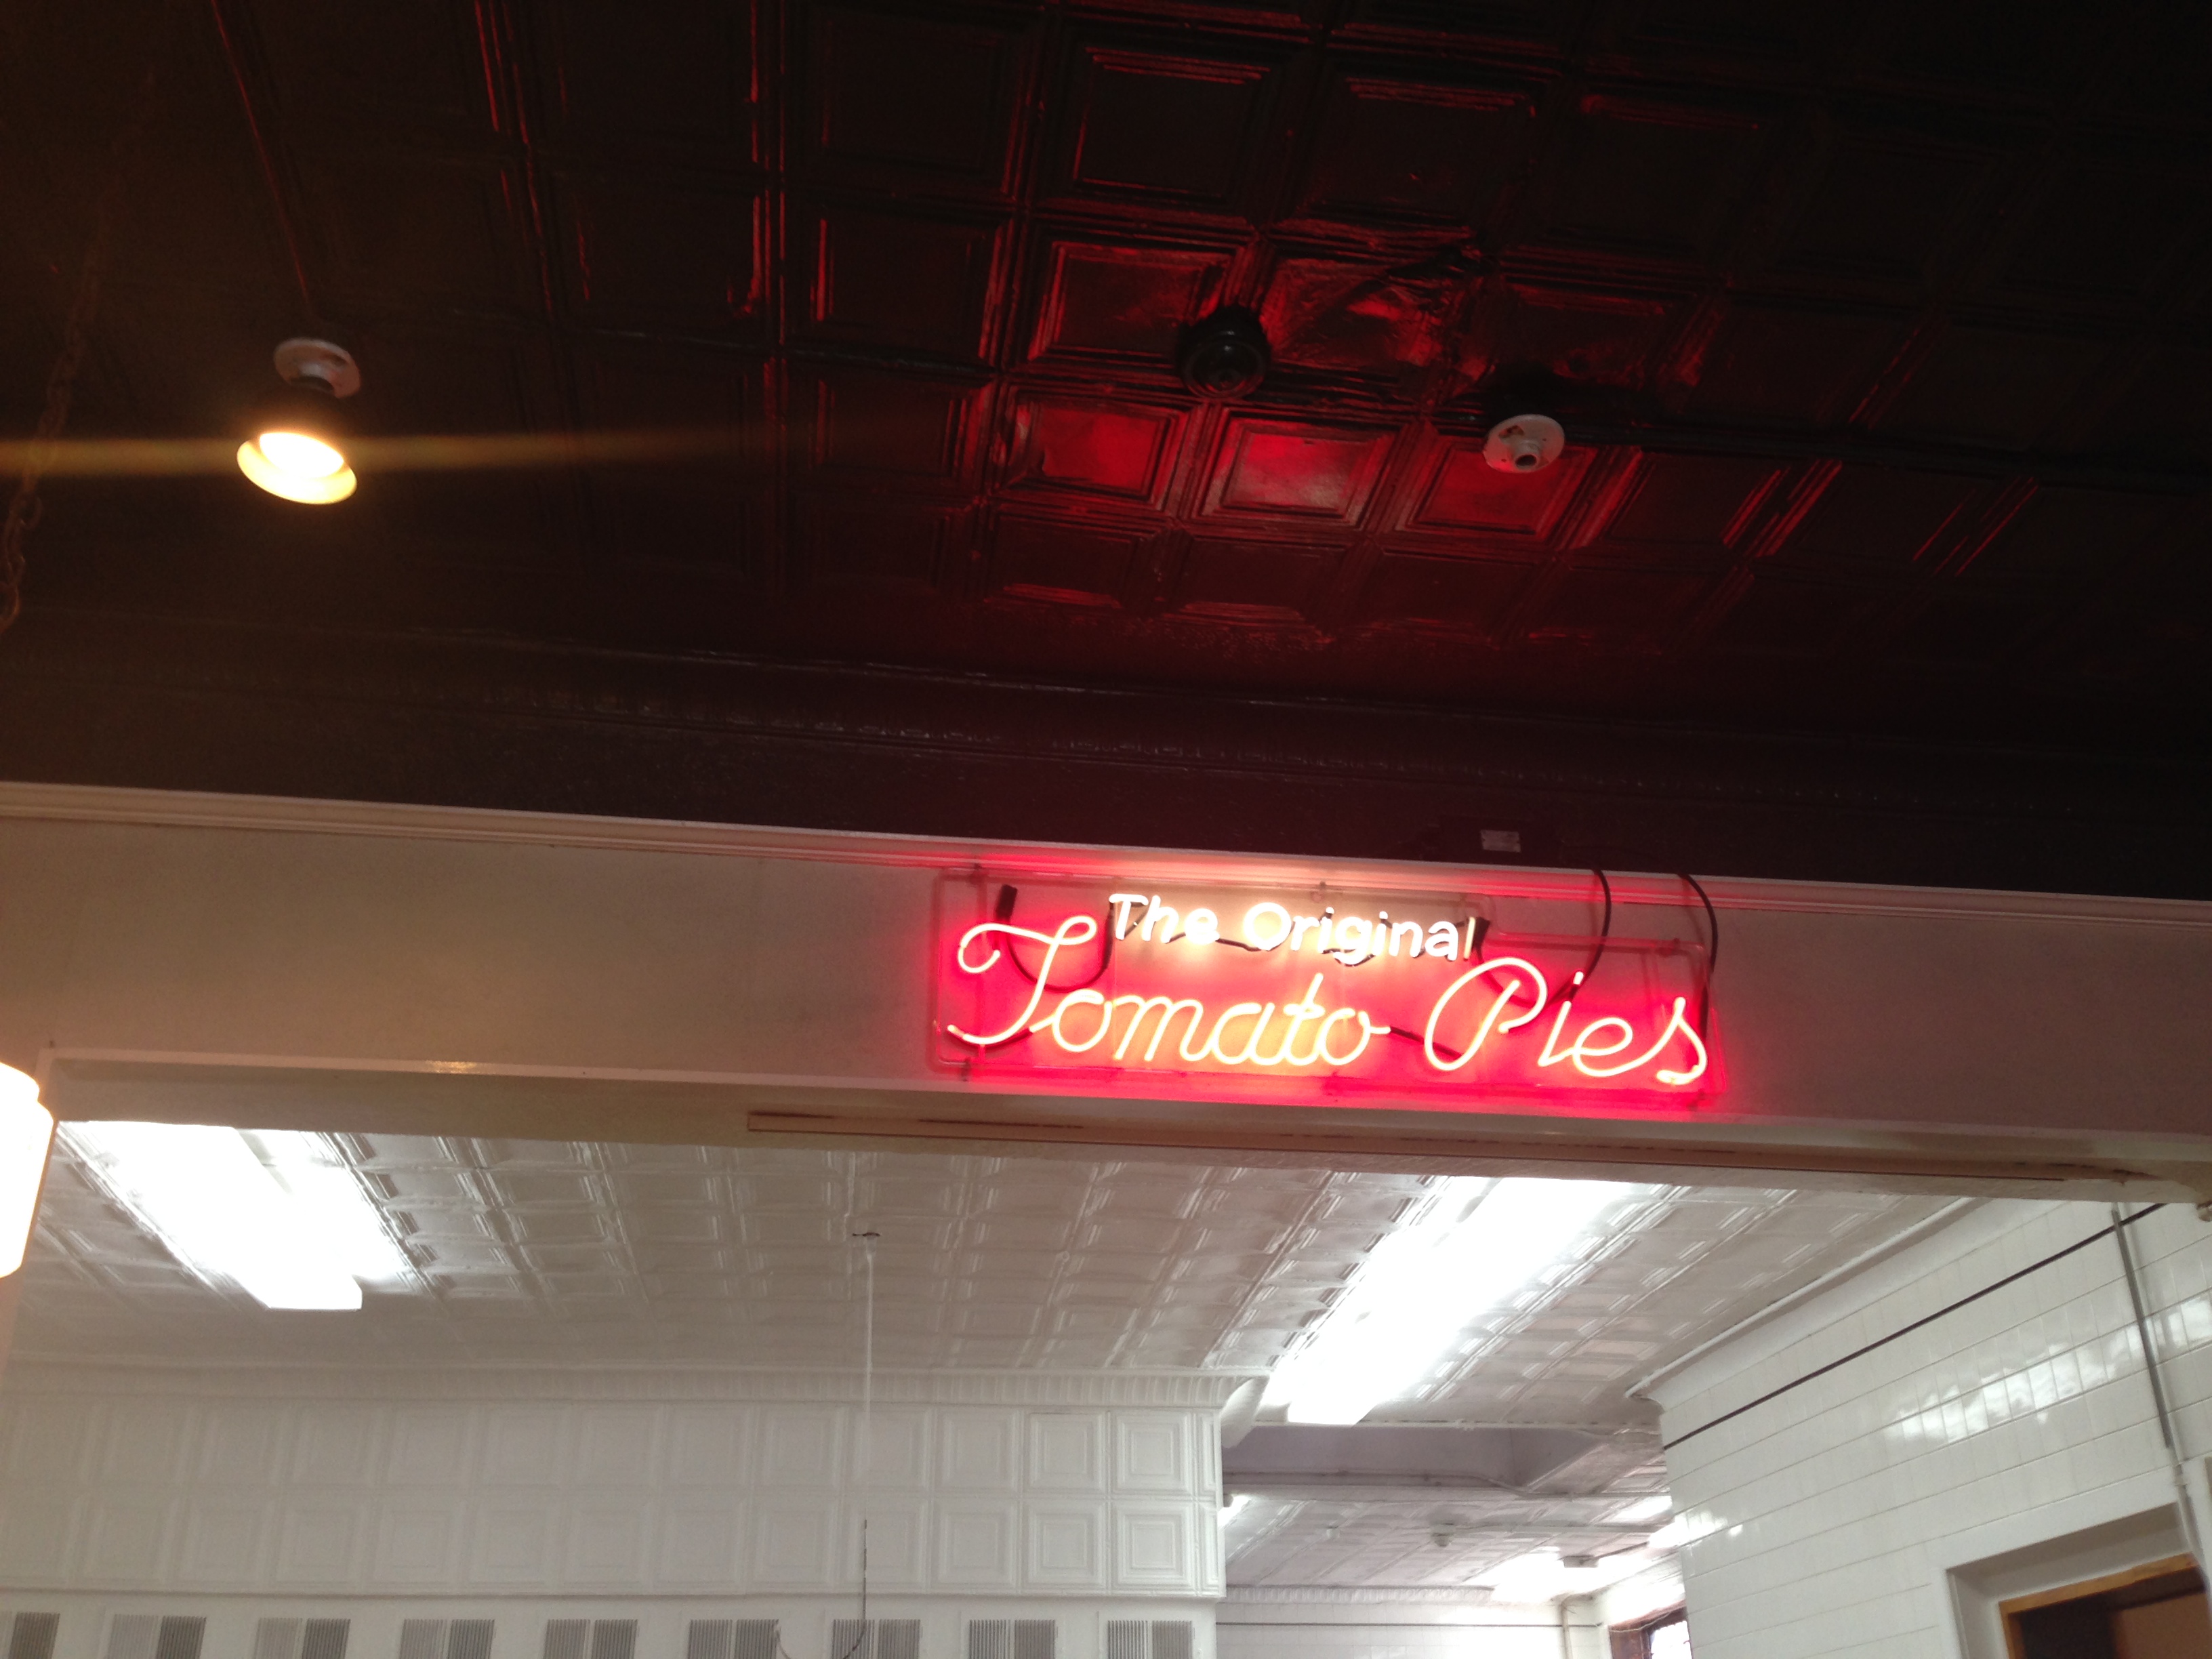 The Original
Tomato Pies